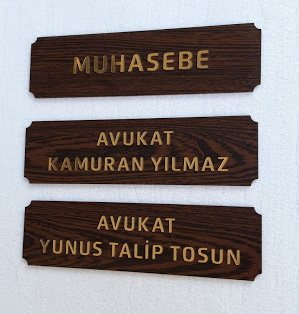 MUHASEBE
AVUKAT
KAMURAN YILMAZ
AVUKAT
YUNUS TALİP TOSUN